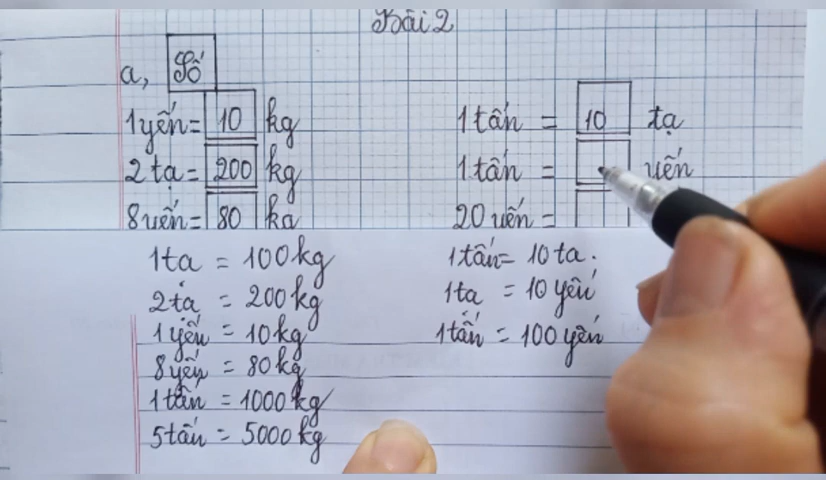 Bài 2
a, Số
1 yến = 10 kg 1 tấn = 10 tạ
2 tạ = 200 kg 1 tấn = yến
8 yến = 80 kg 20 yến =
1 tạ = 100 kg 1 tấn = 10 tạ.
2 tạ = 200 kg 1 tạ = 10 yến
1 yến = 10 kg 1 tấn = 100 yến
8 yến = 80 kg
1 tấn = 1000 kg
5 tấn = 5000 kg